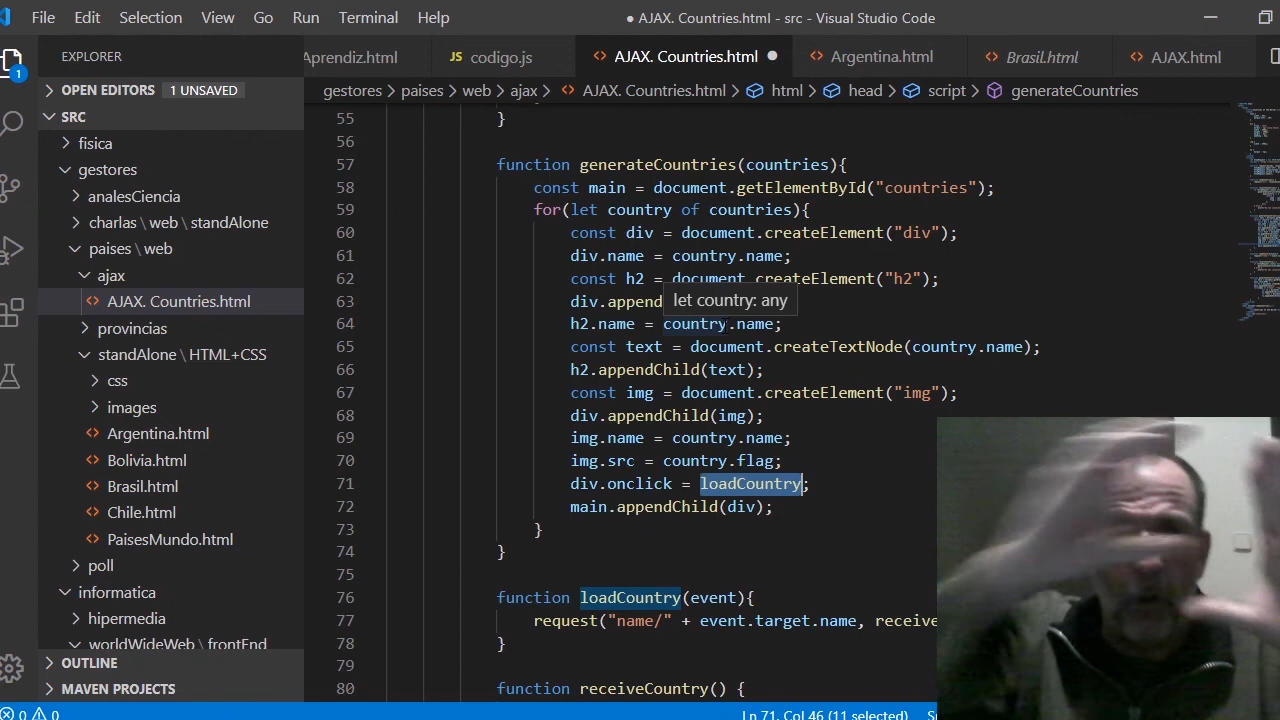 File Edit Selection View Go Run Terminal Help
● AJAX. Countries.html - src - Visual Studio Code
EXPLORER
Aprendiz.html
JS codigo.js
<> AJAX. Countries.html ●
<> Argentina.html
<> Brasil.html
<> AJAX.html
1
OPEN EDITORS 1 UNSAVED
gestores > paises > web > ajax > <> AJAX. Countries.html > html > head > script > generateCountries
SRC
fisica
gestores
analesCiencia
charlas \ web \ standAlone
paises \ web
ajax
<> AJAX. Countries.html
provincias
standAlone \ HTML+CSS
css
images
<> Argentina.html
<> Bolivia.html
<> Brasil.html
<> Chile.html
<> PaisesMundo.html
poll
informatica
hipermedia
worldWideWeb \ frontEnd
OUTLINE
MAVEN PROJECTS
55 }
56
57 function generateCountries(countries){
58 const main = document.getElementById("countries");
59 for(let country of countries){
60 const div = document.createElement("div");
61 div.name = country.name;
62 const h2 = document.createElement("h2");
63 div.append
let country: any
64 h2.name = country.name;
65 const text = document.createTextNode(country.name);
66 h2.appendChild(text);
67 const img = document.createElement("img");
68 div.appendChild(img);
69 img.name = country.name;
70 img.src = country.flag;
71 div.onclick = loadCountry;
72 main.appendChild(div);
73 }
74 }
75
76 function loadCountry(event){
77 request("name/" + event.target.name, receive
78 }
79
80 function receiveCountry() {
0 0
Ln 71, Col 46 (11 selected)